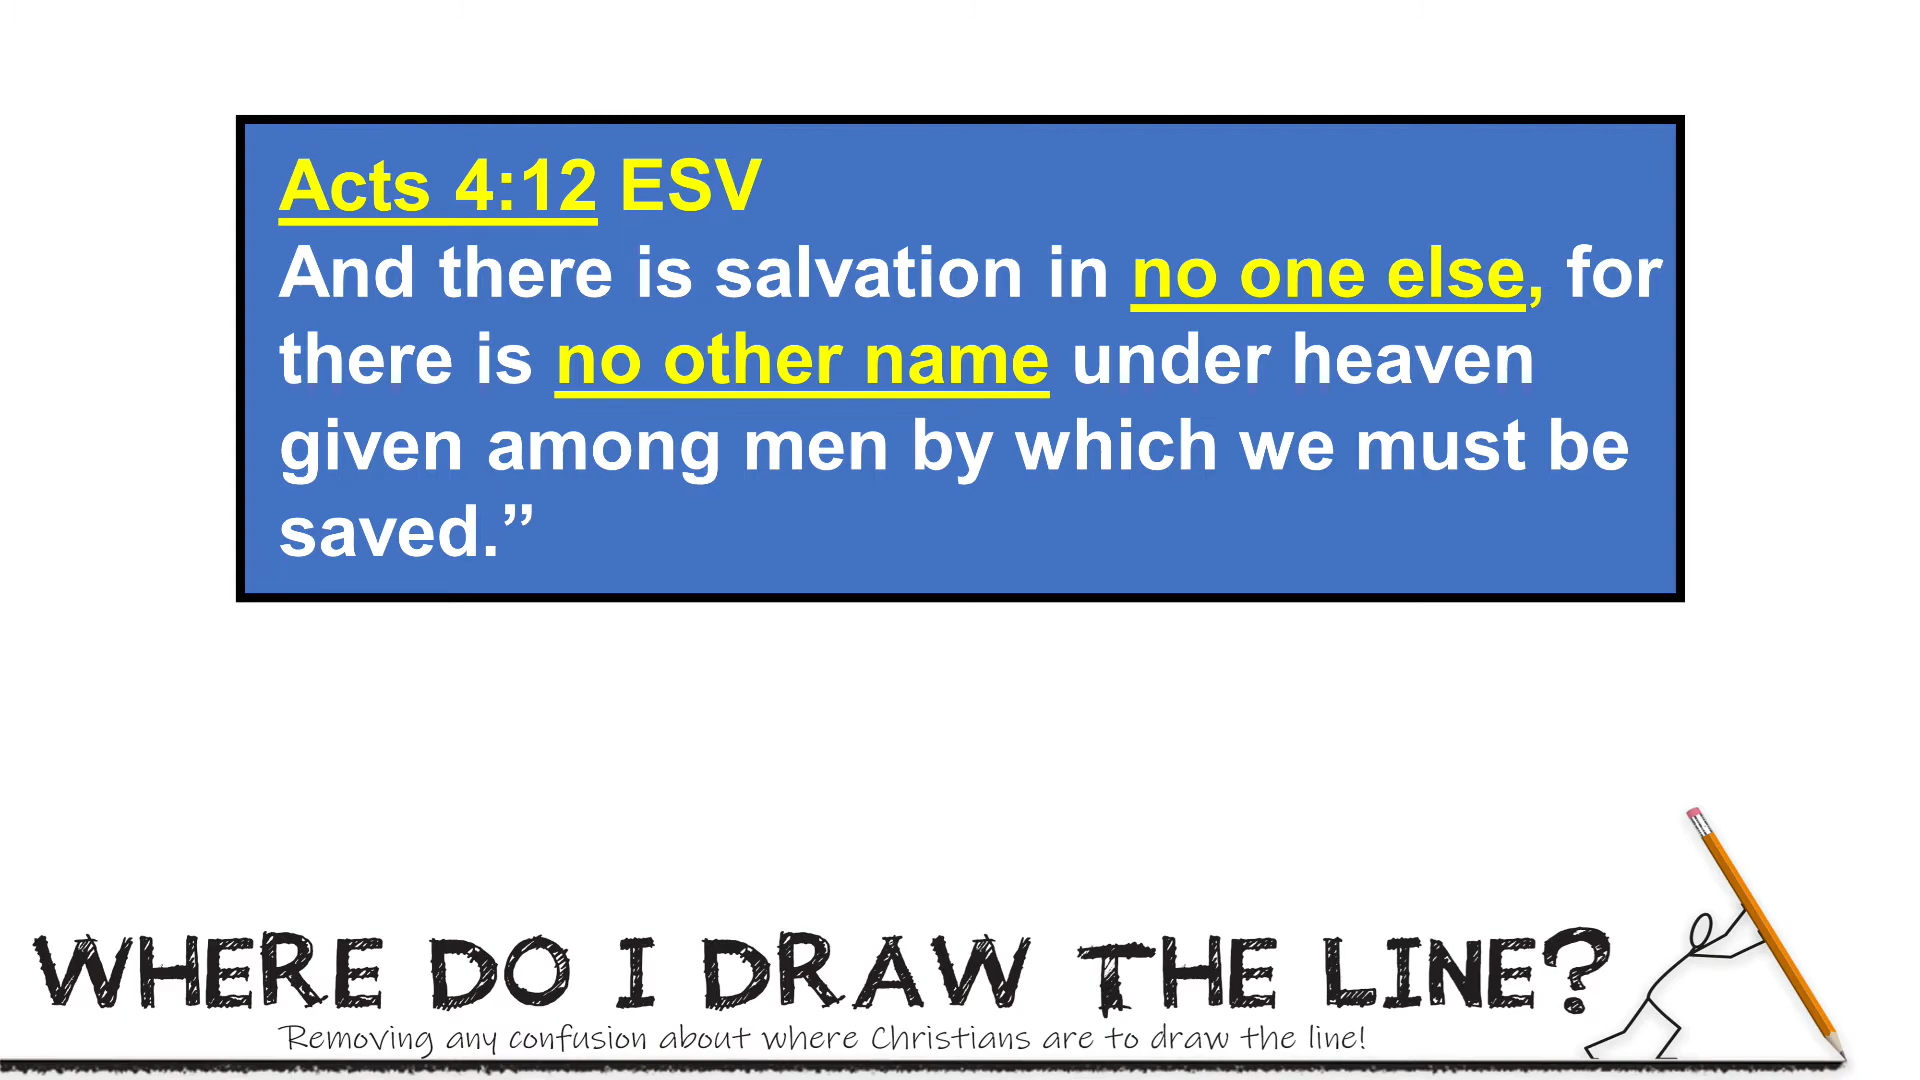 Acts 4:12 ESV
And there is salvation in no one else, for
there is no other name under heaven
given among men by which we must be
saved.”
WHERE DO I DRAW THE LINE?
Removing any confusion about where Christians are to draw the line!